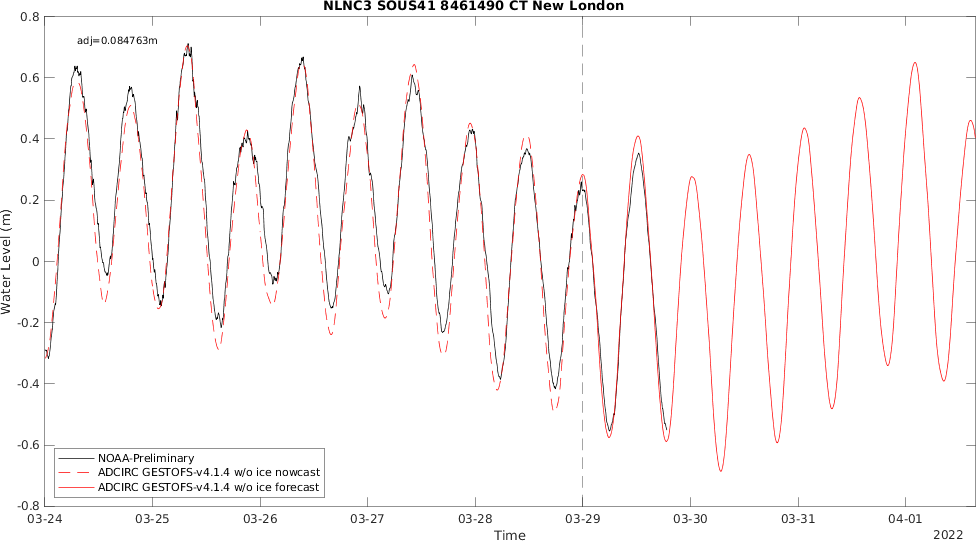 NLNC3 SOUS41 8461490 CT New London
adj=0.084763m
0.8
0.6
0.4
0.2
0
-0.2
-0.4
-0.6
-0.8
Water Level (m)
NOAA-Preliminary
ADCIRC GESTOFS-v4.1.4 w/o ice nowcast
ADCIRC GESTOFS-v4.1.4 w/o ice forecast
03-24 03-25 03-26 03-27 03-28 03-29 03-30 03-31 04-01
Time
2022